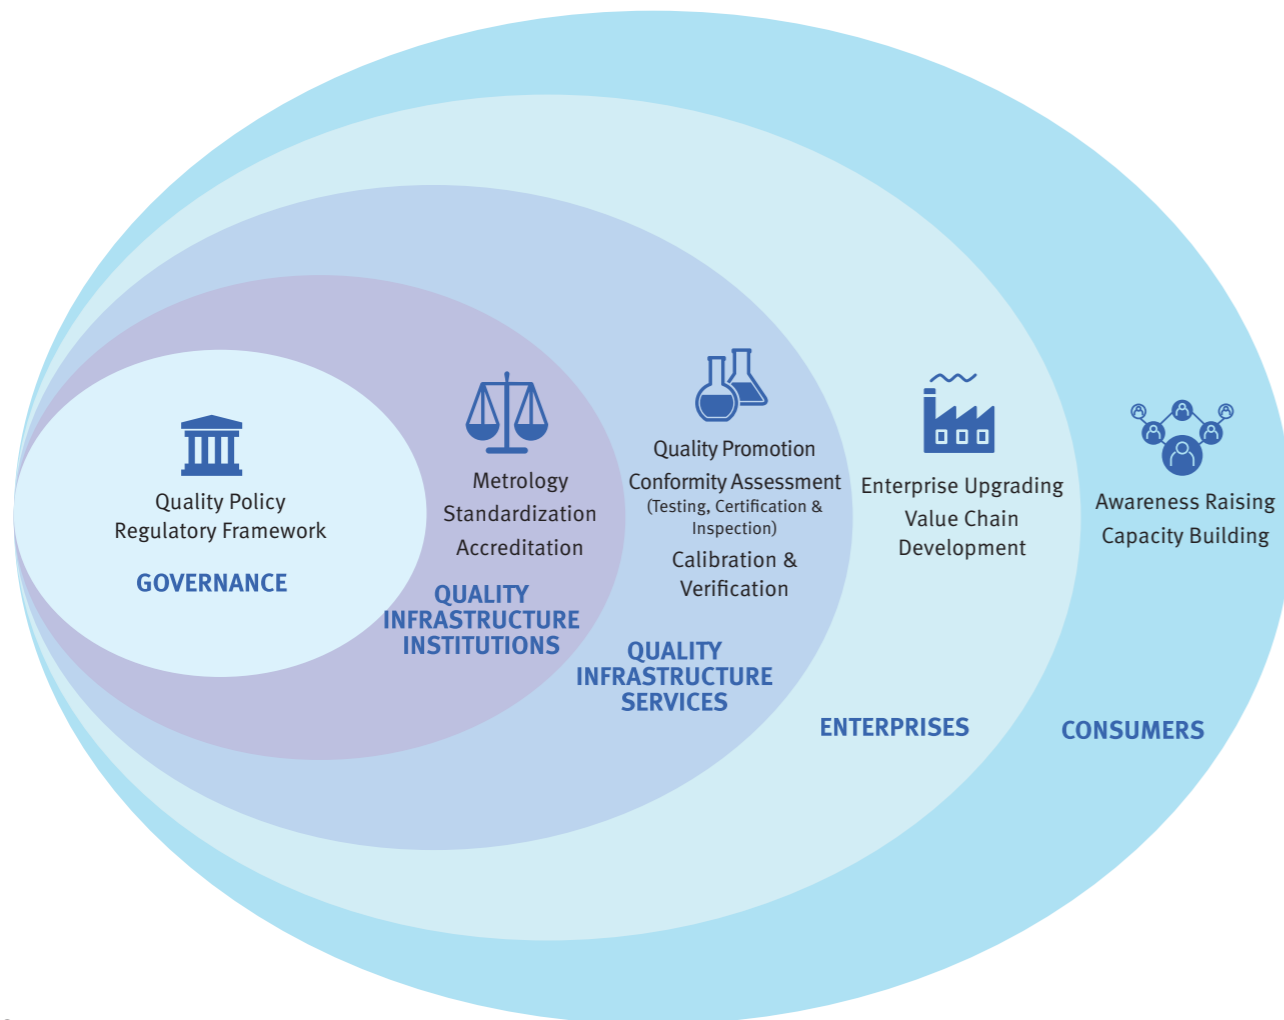 Quality Policy
Regulatory Framework
GOVERNANCE
Metrology
Standardization
Accreditation
QUALITY
INFRASTRUCTURE
INSTITUTIONS
Quality Promotion
Conformity Assessment
(Testing, Certification &
Inspection)
Calibration &
Verification
QUALITY
INFRASTRUCTURE
SERVICES
Enterprise Upgrading
Value Chain
Development
ENTERPRISES
Awareness Raising
Capacity Building
CONSUMERS